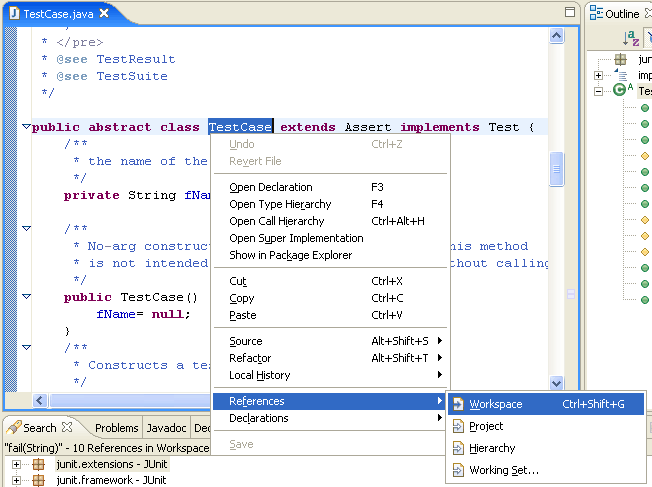 TestCase.java
* </pre>
* @see TestResult
* @see TestSuite
*/
public abstract class TestCase extends Assert implements Test {
/**
* the name of the
*/
private String fNa
/**
* No-arg construct his method
* is not intended thout calling
*/
public TestCase()
fName= null;
}
/**
* Constructs a te
*/
Undo Ctrl+Z
Revert File
Open Declaration F3
Open Type Hierarchy F4
Open Call Hierarchy Ctrl+Alt+H
Open Super Implementation
Show in Package Explorer
Cut Ctrl+X
Copy Ctrl+C
Paste Ctrl+V
Source Alt+Shift+S
Refactor Alt+Shift+T
Local History
References
Declarations
Save
Workspace Ctrl+Shift+G
Project
Hierarchy
Working Set...
Outline
jun
imp
Te
Search Problems Javadoc Dec
"fail(String)" - 10 References in Workspace
junit.extensions - JUnit
junit.framework - JUnit